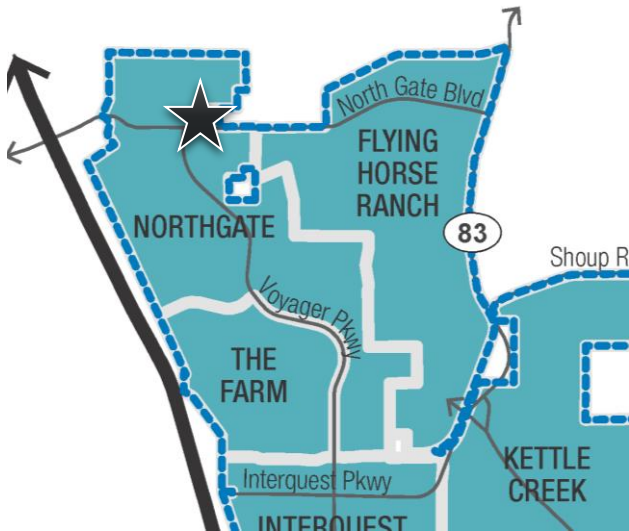 North Gate Blvd
FLYING
HORSE
RANCH
NORTHGATE
83
Shoup R
Voyager Pkwy
THE
FARM
KETTLE
CREEK
Interquest Pkwy
INTERQUEST